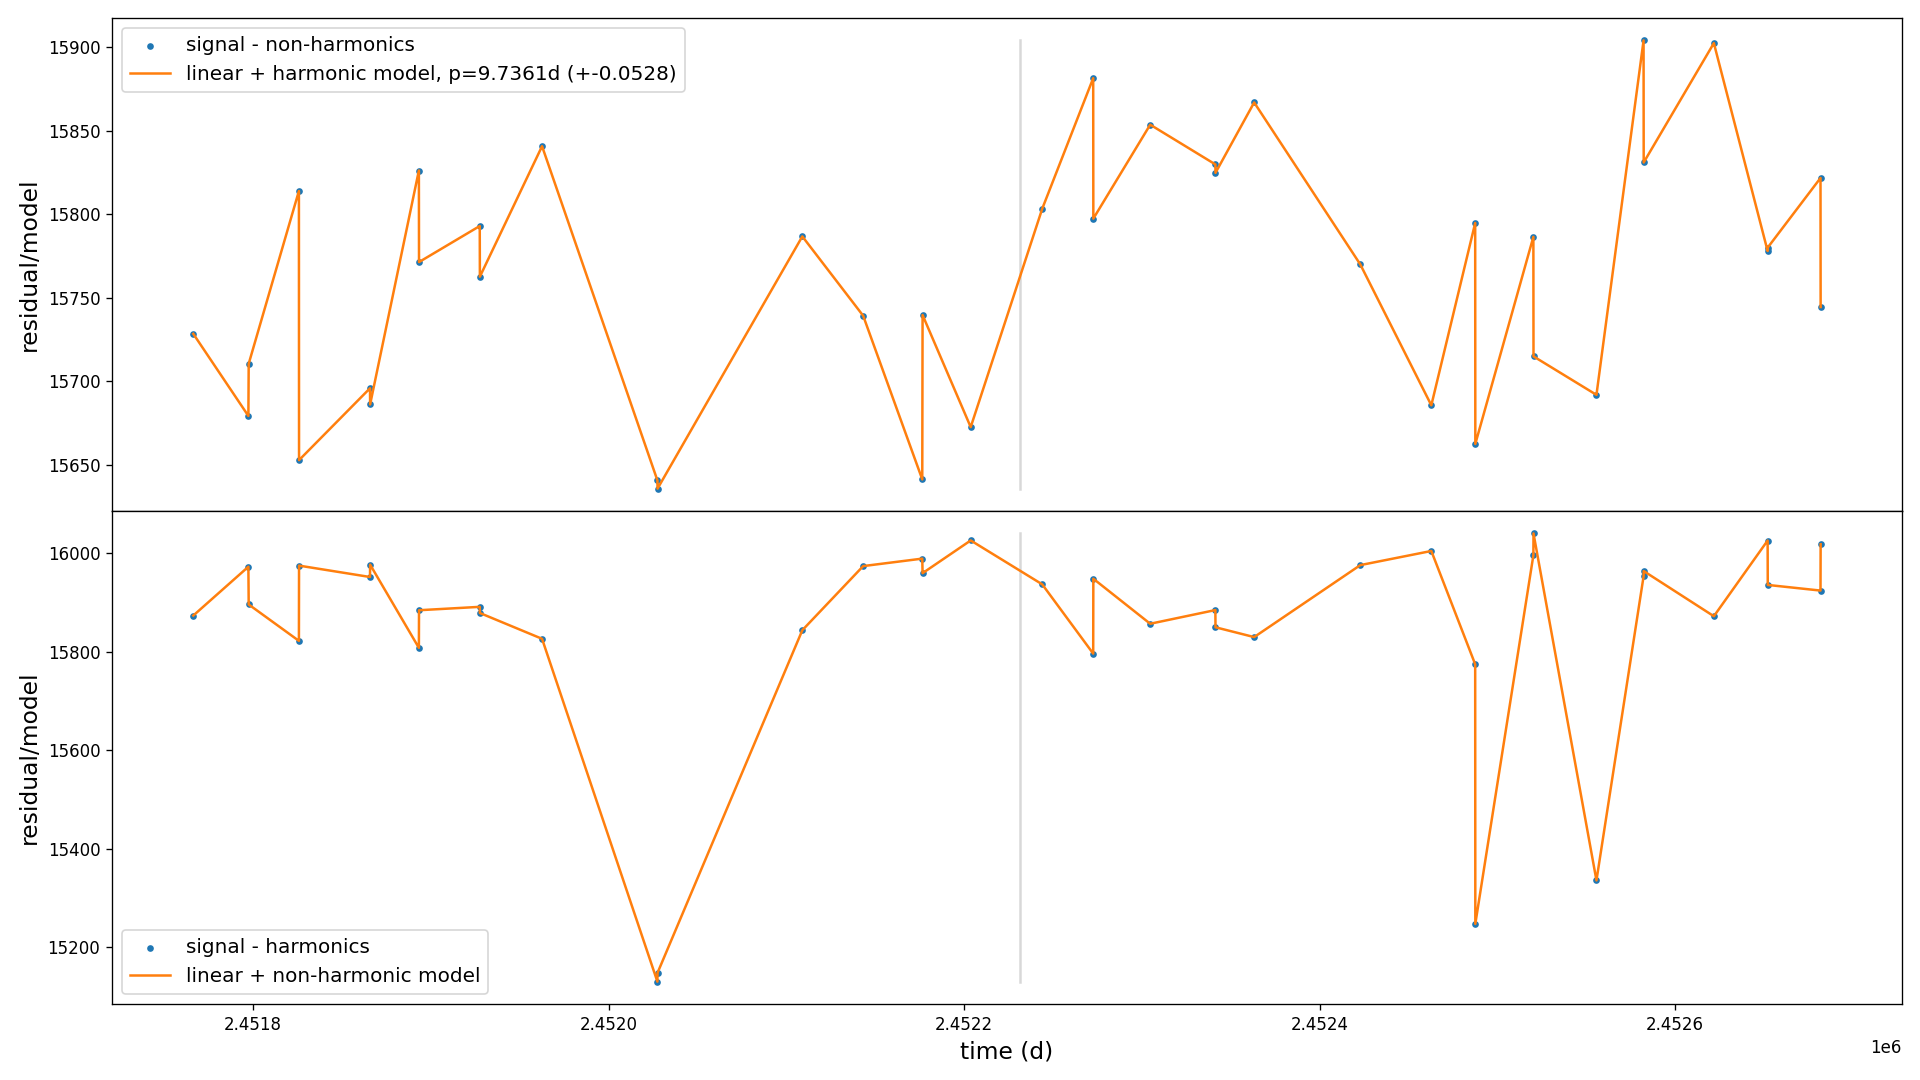 signal - non-harmonics
linear + harmonic model, p=9.7361d (+-0.0528)
15900
15850
15800
15750
15700
15650
residual/model
16000
15800
15600
15400
15200
residual/model
signal - harmonics
linear + non-harmonic model
2.4518 2.4520 2.4522 2.4524 2.4526
time (d)
1e6